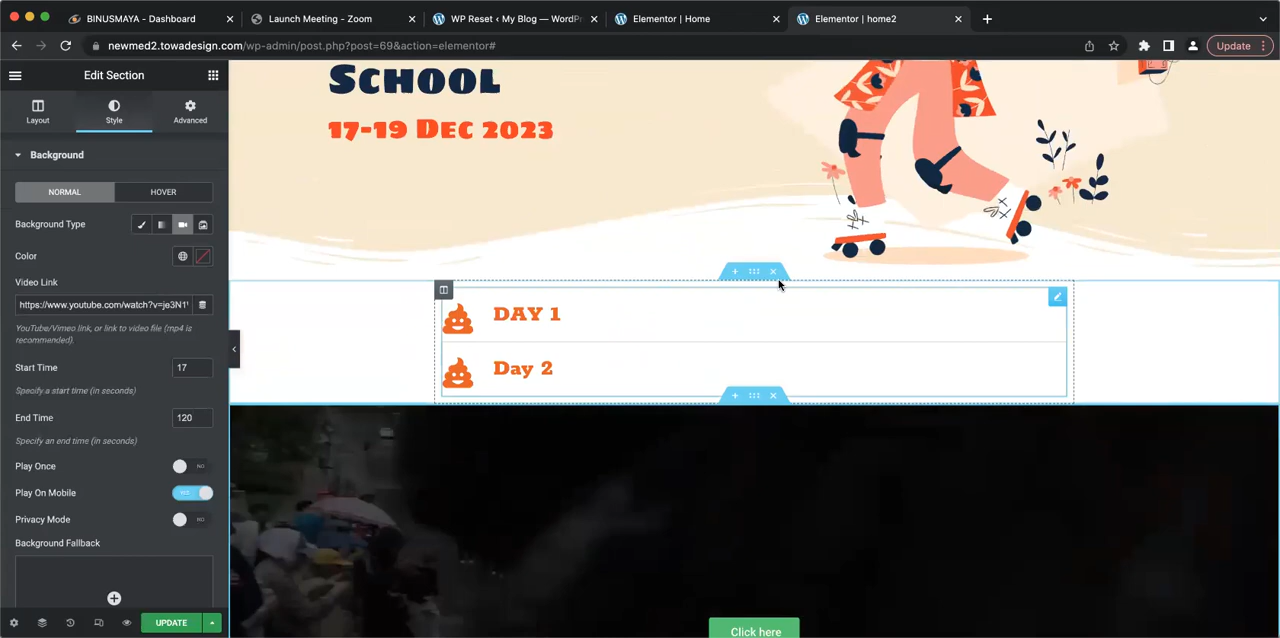 BINUSMAYA - Dashboard
Launch Meeting - Zoom
WP Reset ‹ My Blog — WordPr
Elementor | Home
Elementor | home2
newmed2.towadesign.com/wp-admin/post.php?post=69&action=elementor#
Update
Edit Section
Layout
Style
Advanced
Background
NORMAL
HOVER
Background Type
Color
Video Link
https://www.youtube.com/watch?v=je3N1
YouTube/Vimeo link, or link to video file (mp4 is
recommended).
Start Time
17
Specify a start time (in seconds)
End Time
120
Specify an end time (in seconds)
Play Once
NO
Play On Mobile
YES
Privacy Mode
NO
Background Fallback
UPDATE
School
17-19 Dec 2023
DAY 1
Day 2
Click here